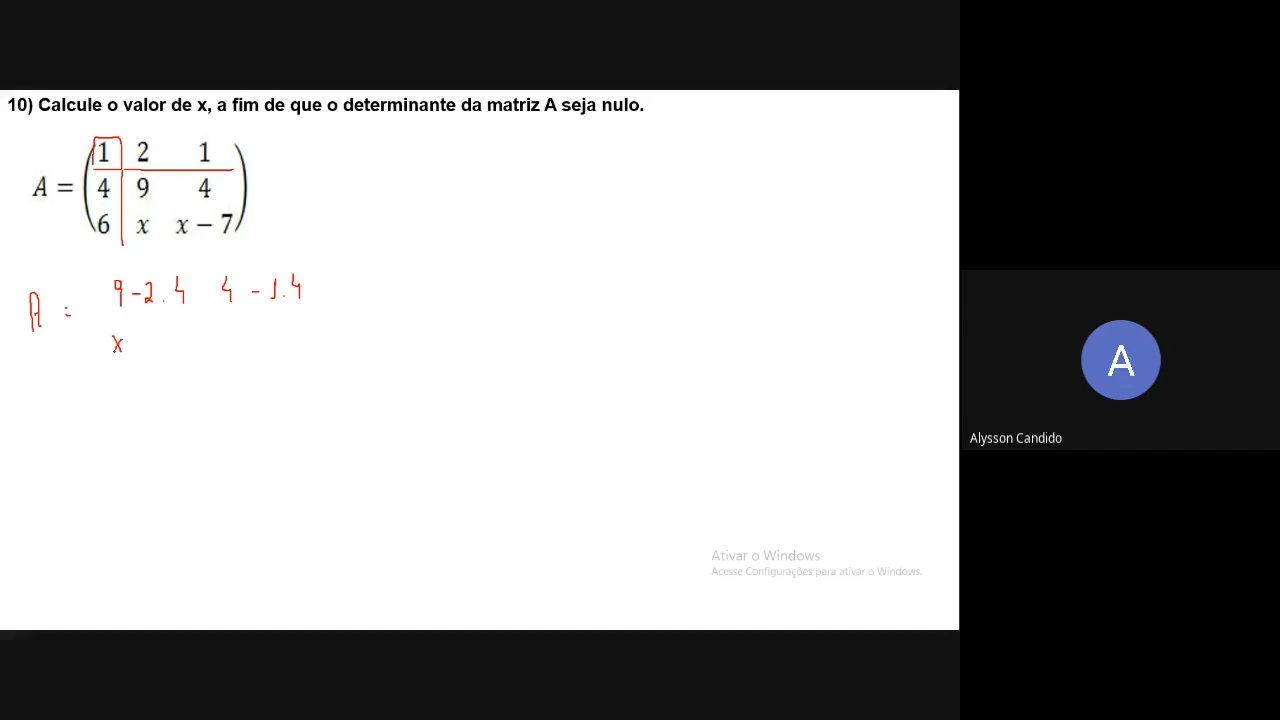 10) Calcule o valor de x, a fim de que o determinante da matriz A seja nulo.
1 2 1
A = 4 9 4
6 x x − 7
A = 9 - 2 . 4 4 - 1 . 4
x
A
Alysson Candido
Ativar o Windows
Acesse Configurações para ativar o Windows.